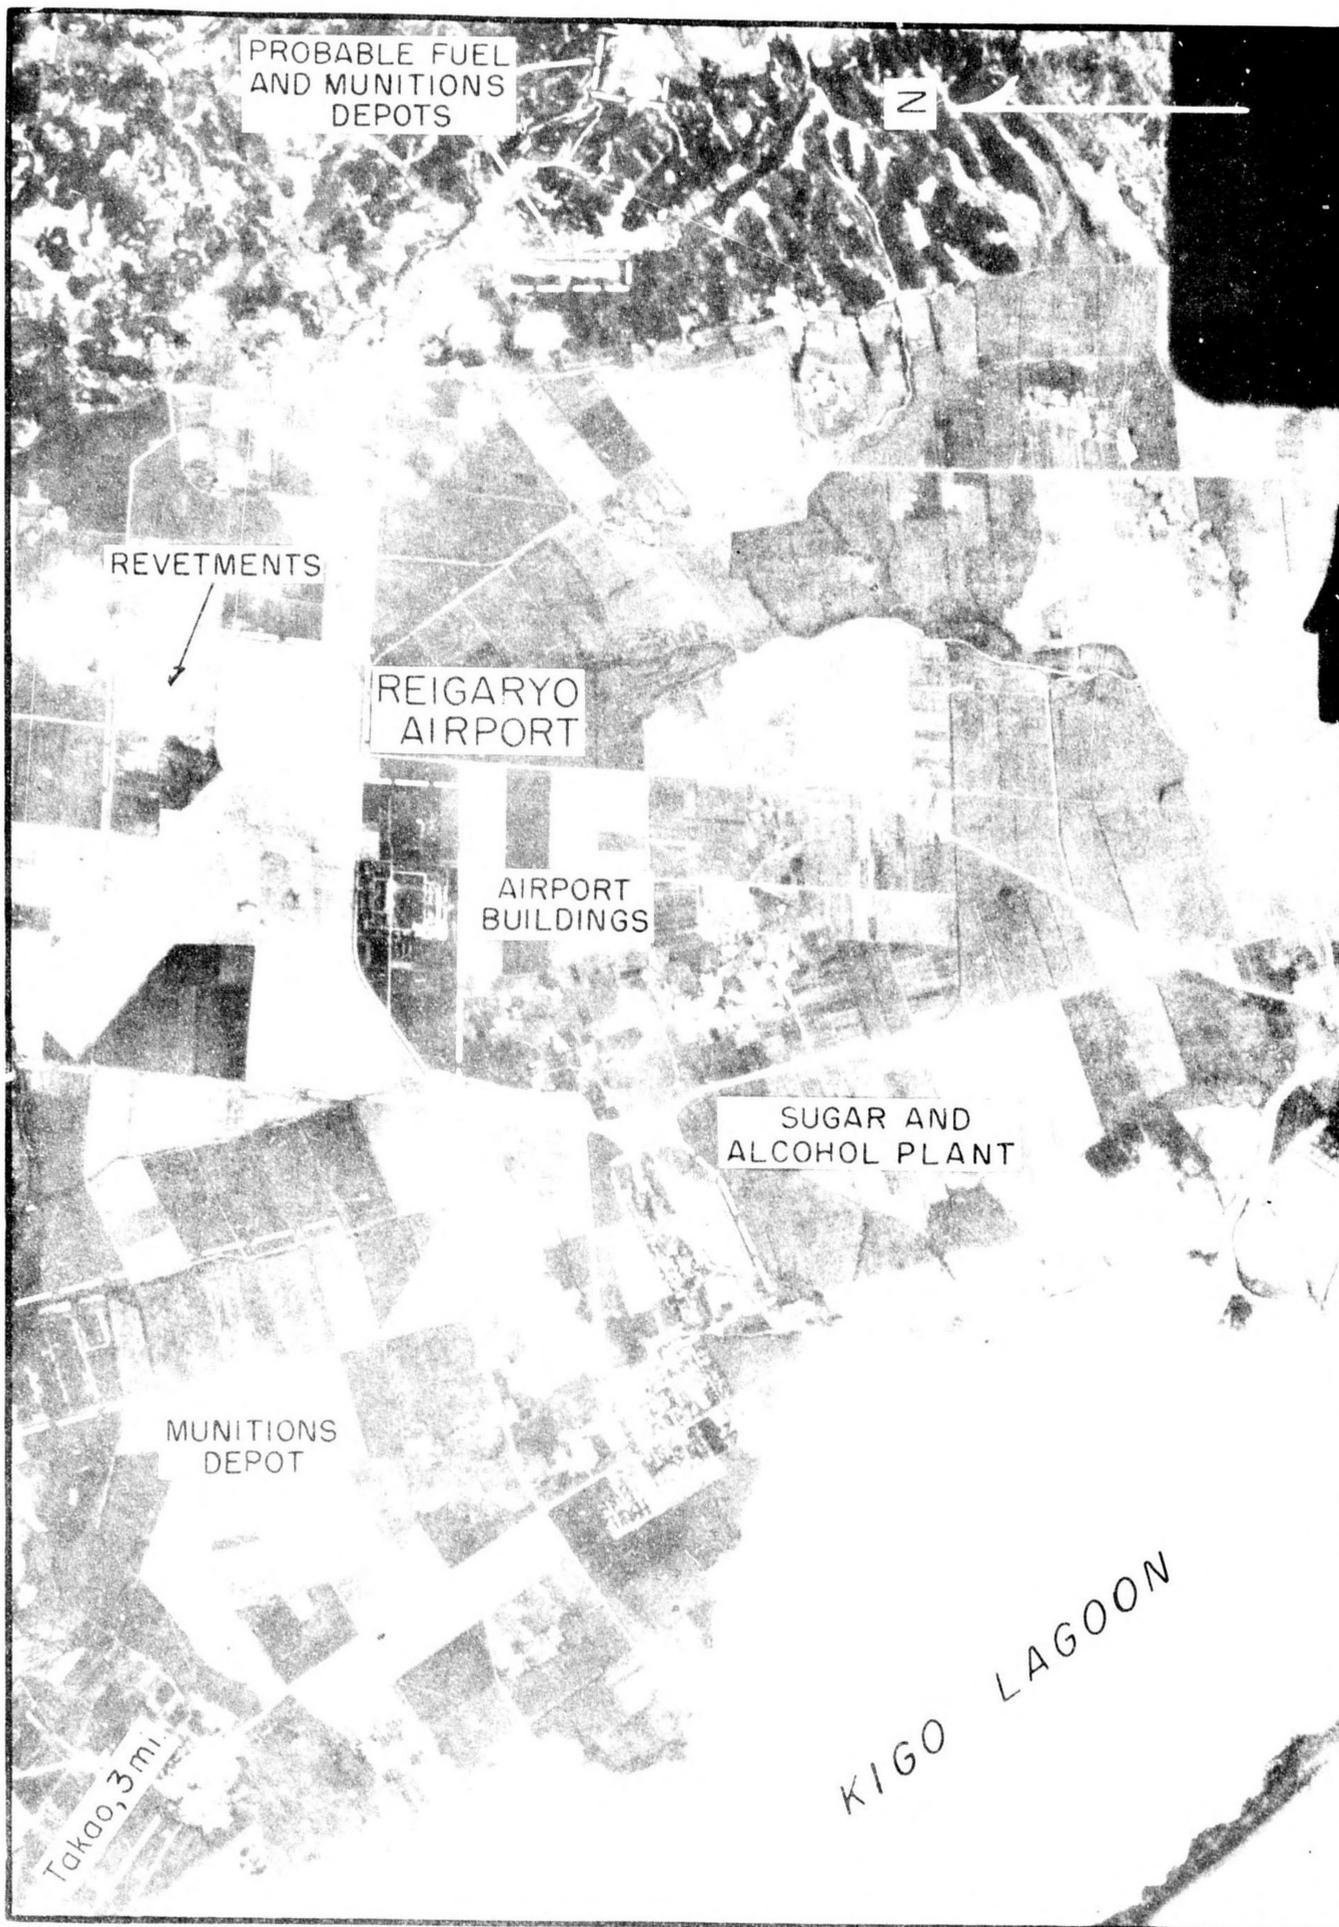 PROBABLE FUEL
AND MUNITIONS
DEPOTS
N
REVETMENTS
REIGARYO
AIRPORT
AIRPORT
BUILDINGS
SUGAR AND
ALCOHOL PLANT
MUNITIONS
DEPOT
KIGO LAGOON
Takao, 3 mi.